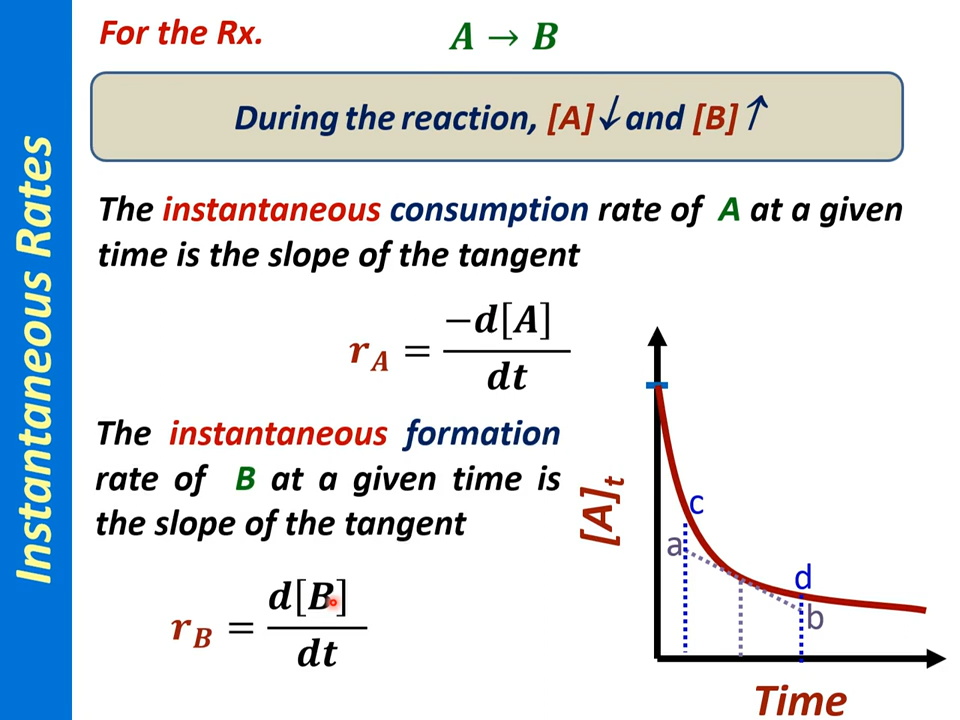 Instantaneous Rates
For the Rx.
A → B
During the reaction, [A]↓ and [B]↑
The instantaneous consumption rate of A at a given
time is the slope of the tangent
r_A = −d[A] / dt
The instantaneous formation
rate of B at a given time is
the slope of the tangent
r_B = d[B] / dt
[A]t
c
a
d
b
Time